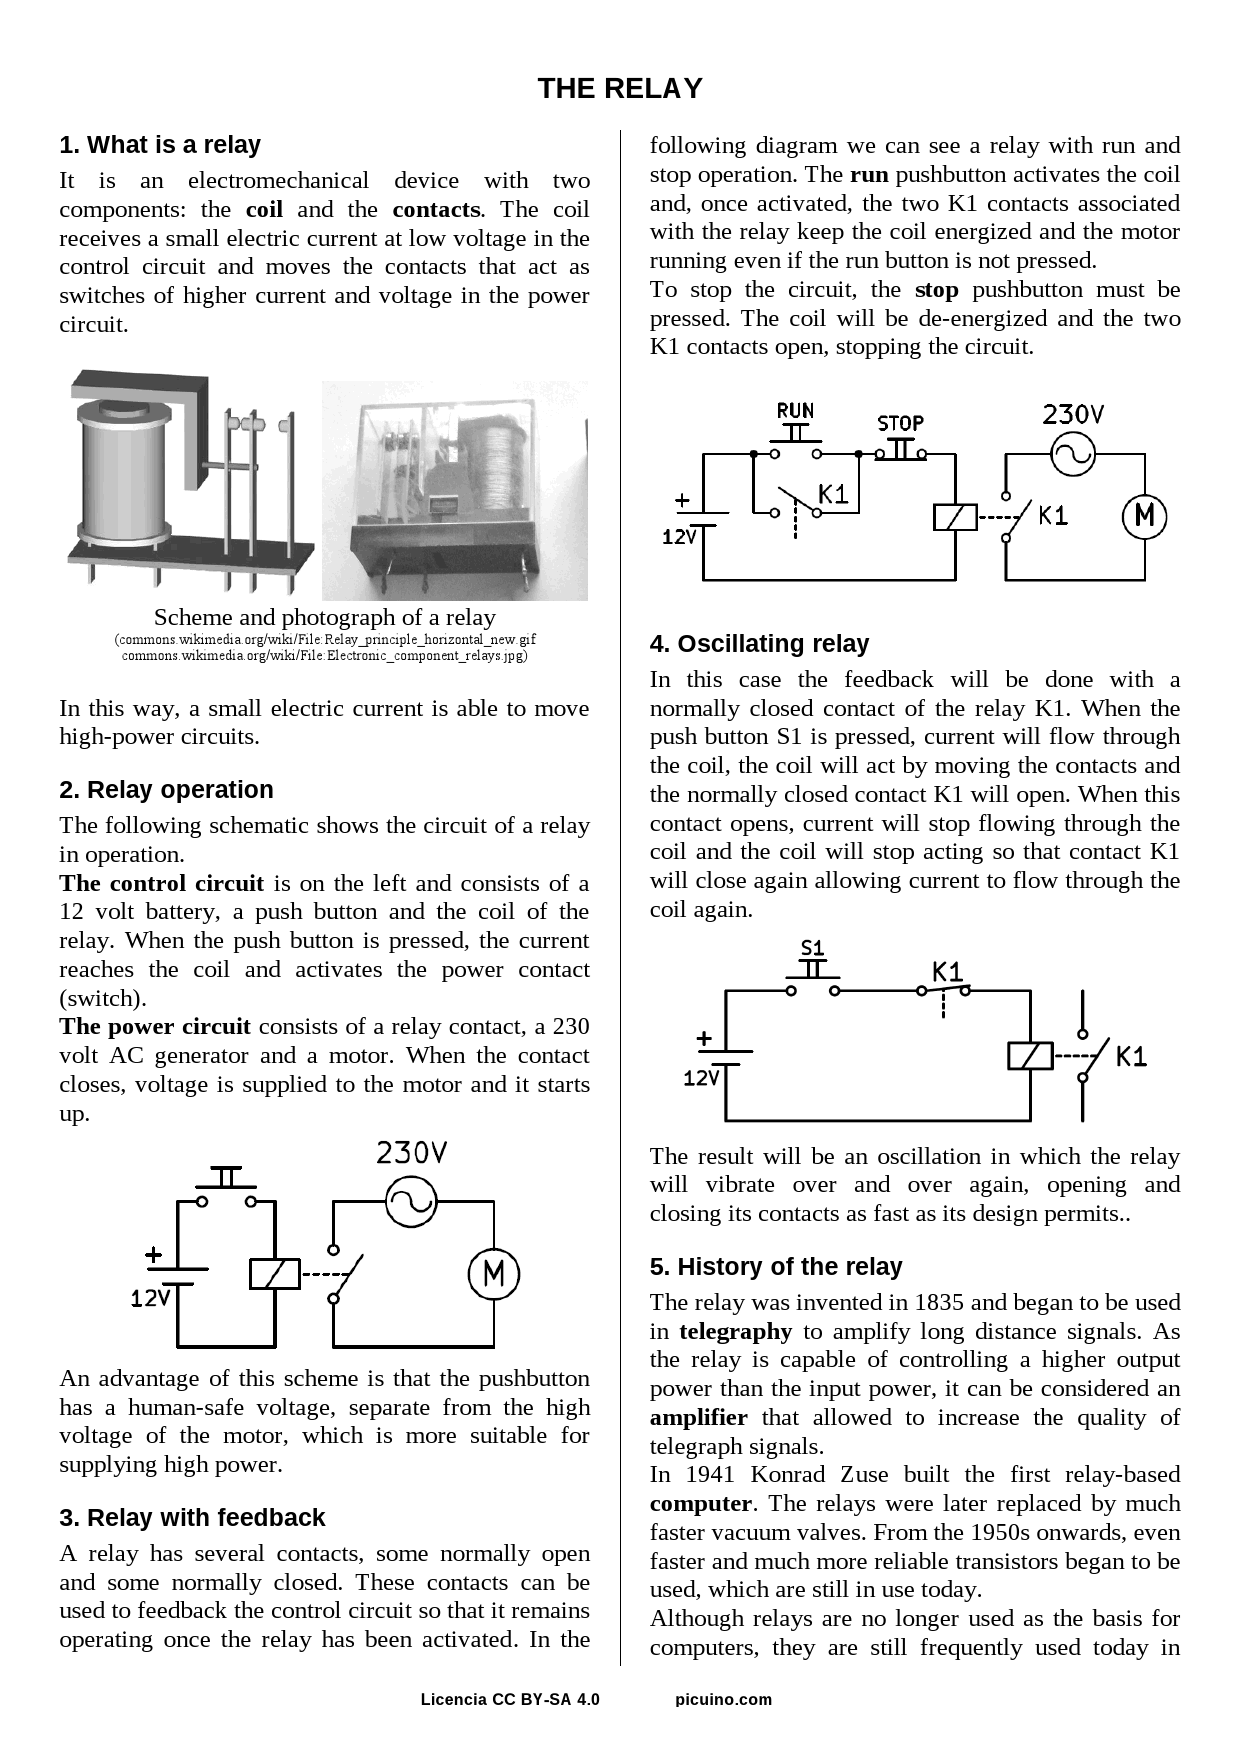 THE RELAY
1. What is a relay
It is an electromechanical device with two
components: the coil and the contacts. The coil
receives a small electric current at low voltage in the
control circuit and moves the contacts that act as
switches of higher current and voltage in the power
circuit.
Scheme and photograph of a relay
(commons.wikimedia.org/wiki/File:Relay_principle_horizontal_new.gif
commons.wikimedia.org/wiki/File:Electronic_component_relays.jpg)
In this way, a small electric current is able to move
high-power circuits.
2. Relay operation
The following schematic shows the circuit of a relay
in operation.
The control circuit is on the left and consists of a
12 volt battery, a push button and the coil of the
relay. When the push button is pressed, the current
reaches the coil and activates the power contact
(switch).
The power circuit consists of a relay contact, a 230
volt AC generator and a motor. When the contact
closes, voltage is supplied to the motor and it starts
up.
230V
+
12V
M
An advantage of this scheme is that the pushbutton
has a human-safe voltage, separate from the high
voltage of the motor, which is more suitable for
supplying high power.
3. Relay with feedback
A relay has several contacts, some normally open
and some normally closed. These contacts can be
used to feedback the control circuit so that it remains
operating once the relay has been activated. In the
following diagram we can see a relay with run and
stop operation. The run pushbutton activates the coil
and, once activated, the two K1 contacts associated
with the relay keep the coil energized and the motor
running even if the run button is not pressed.
To stop the circuit, the stop pushbutton must be
pressed. The coil will be de-energized and the two
K1 contacts open, stopping the circuit.
RUN
STOP
230V
+
K1
12V
K1
M
4. Oscillating relay
In this case the feedback will be done with a
normally closed contact of the relay K1. When the
push button S1 is pressed, current will flow through
the coil, the coil will act by moving the contacts and
the normally closed contact K1 will open. When this
contact opens, current will stop flowing through the
coil and the coil will stop acting so that contact K1
will close again allowing current to flow through the
coil again.
S1
K1
+
12V
K1
The result will be an oscillation in which the relay
will vibrate over and over again, opening and
closing its contacts as fast as its design permits..
5. History of the relay
The relay was invented in 1835 and began to be used
in telegraphy to amplify long distance signals. As
the relay is capable of controlling a higher output
power than the input power, it can be considered an
amplifier that allowed to increase the quality of
telegraph signals.
In 1941 Konrad Zuse built the first relay-based
computer. The relays were later replaced by much
faster vacuum valves. From the 1950s onwards, even
faster and much more reliable transistors began to be
used, which are still in use today.
Although relays are no longer used as the basis for
computers, they are still frequently used today in
Licencia CC BY-SA 4.0 picuino.com